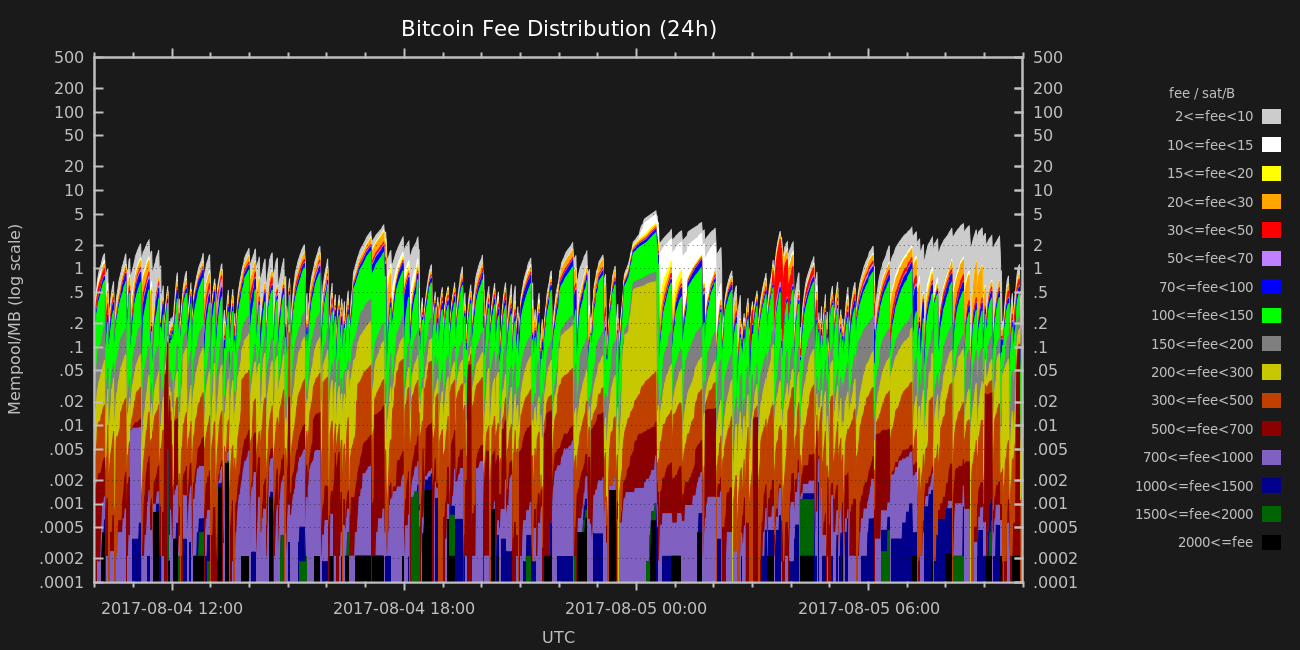 Bitcoin Fee Distribution (24h)
500 500
200 200
100 100
50 50
20 20
10 10
5 5
2 2
1 1
.5 .5
.2 .2
.1 .1
.05 .05
.02 .02
.01 .01
.005 .005
.002 .002
.001 .001
.0005 .0005
.0002 .0002
.0001 .0001
Mempool/MB (log scale)
2017-08-04 12:00 2017-08-04 18:00 2017-08-05 00:00 2017-08-05 06:00
UTC
fee / sat/B
2<=fee<10
10<=fee<15
15<=fee<20
20<=fee<30
30<=fee<50
50<=fee<70
70<=fee<100
100<=fee<150
150<=fee<200
200<=fee<300
300<=fee<500
500<=fee<700
700<=fee<1000
1000<=fee<1500
1500<=fee<2000
2000<=fee